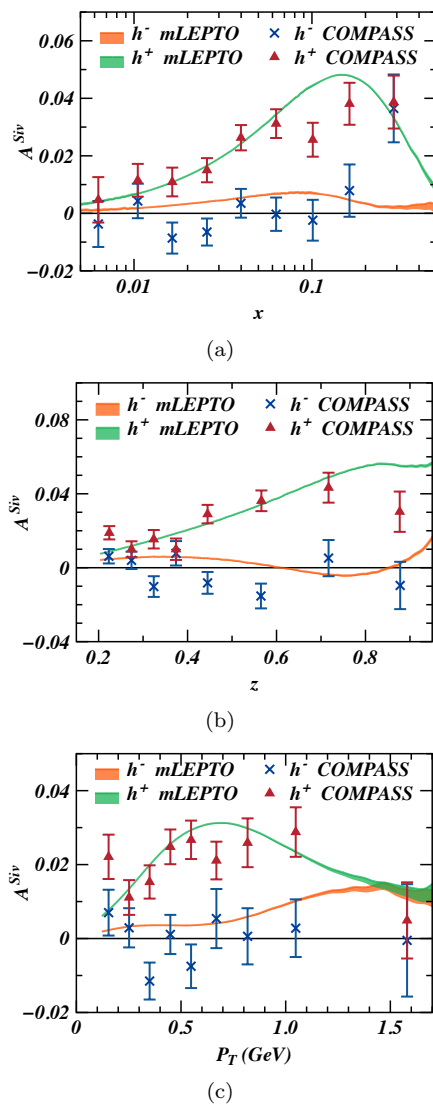 h- mLEPTO h- COMPASS
h+ mLEPTO h+ COMPASS
0.06
0.04
0.02
0
−0.02
A^Siv
0.01 0.1
x
(a)
h- mLEPTO h- COMPASS
h+ mLEPTO h+ COMPASS
0.08
0.04
0
−0.04
A^Siv
0.2 0.4 0.6 0.8
z
(b)
h- mLEPTO h- COMPASS
h+ mLEPTO h+ COMPASS
0.04
0.02
0
−0.02
A^Siv
0 0.5 1.0 1.5
P_T (GeV)
(c)